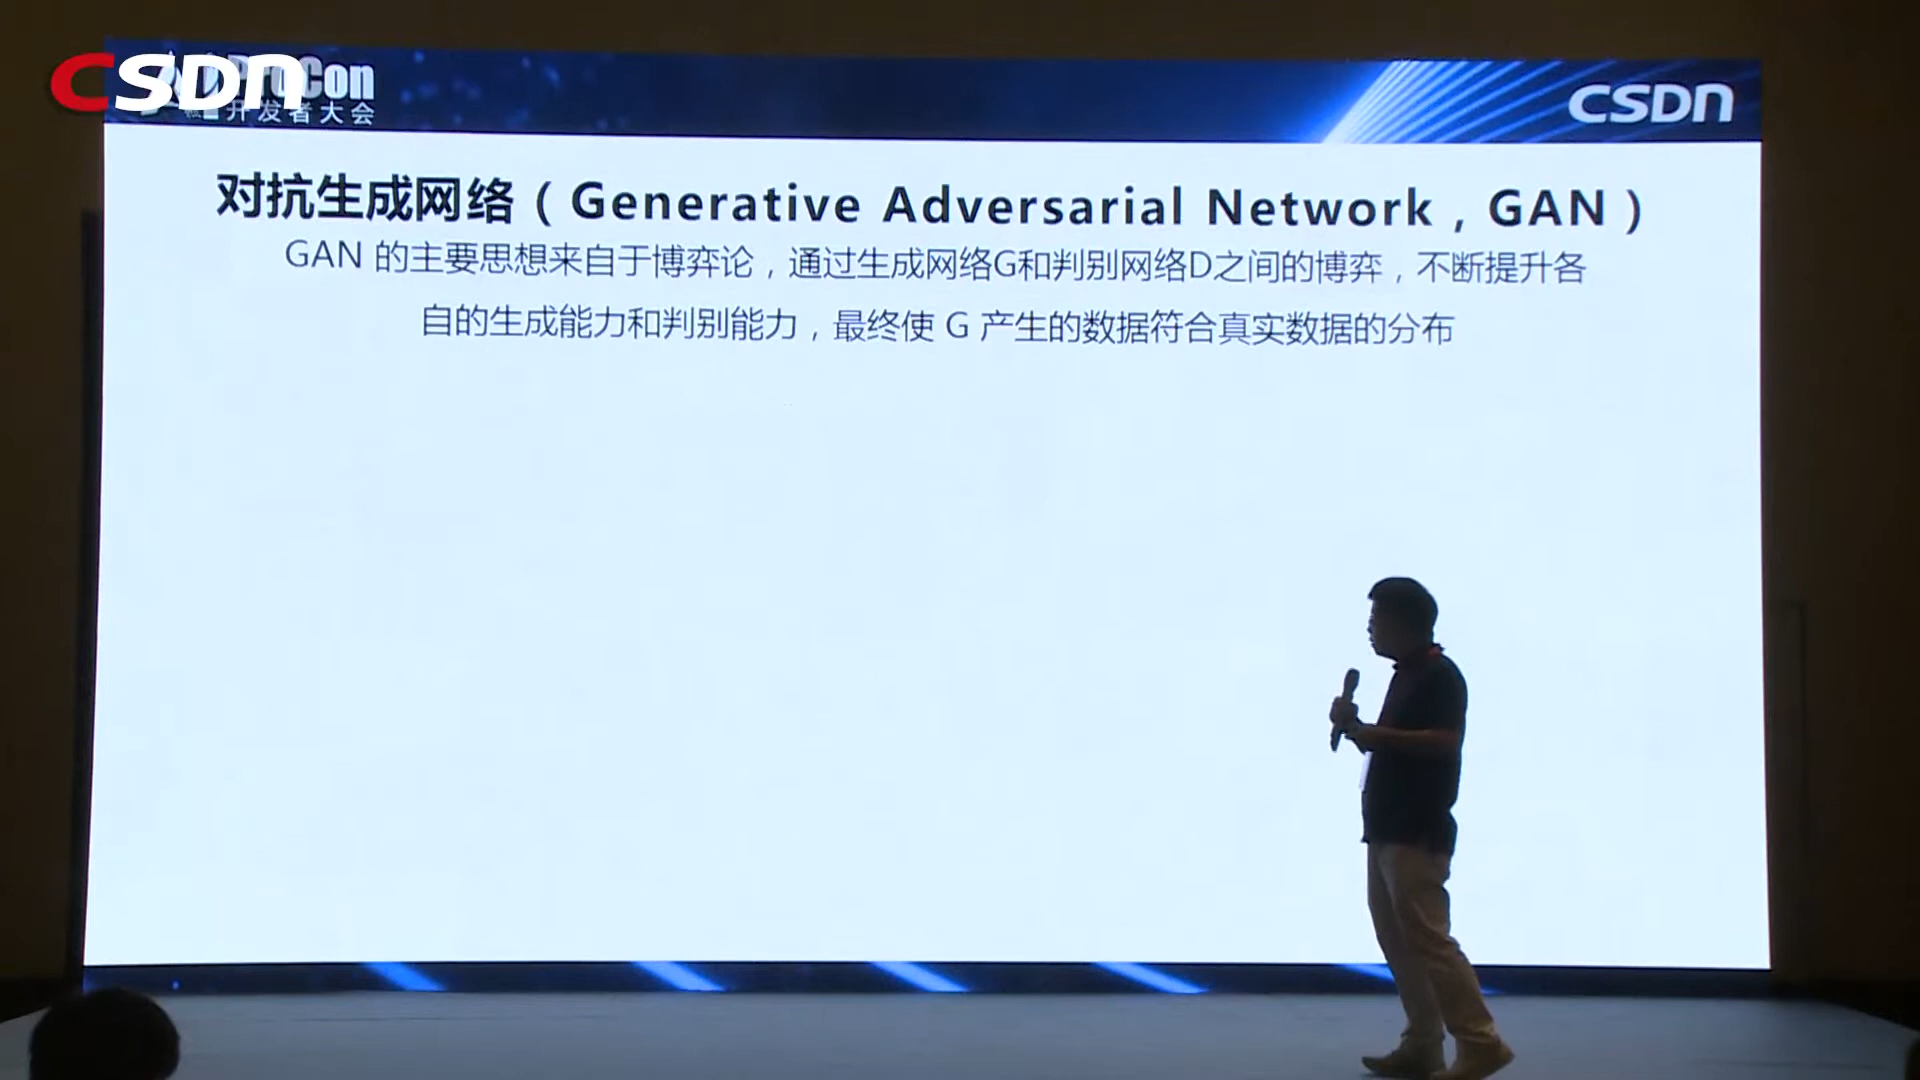 CSDN
ProCon
开发者大会
CSDN
对抗生成网络（Generative Adversarial Network，GAN）
GAN 的主要思想来自于博弈论，通过生成网络G和判别网络D之间的博弈，不断提升各
自的生成能力和判别能力，最终使 G 产生的数据符合真实数据的分布